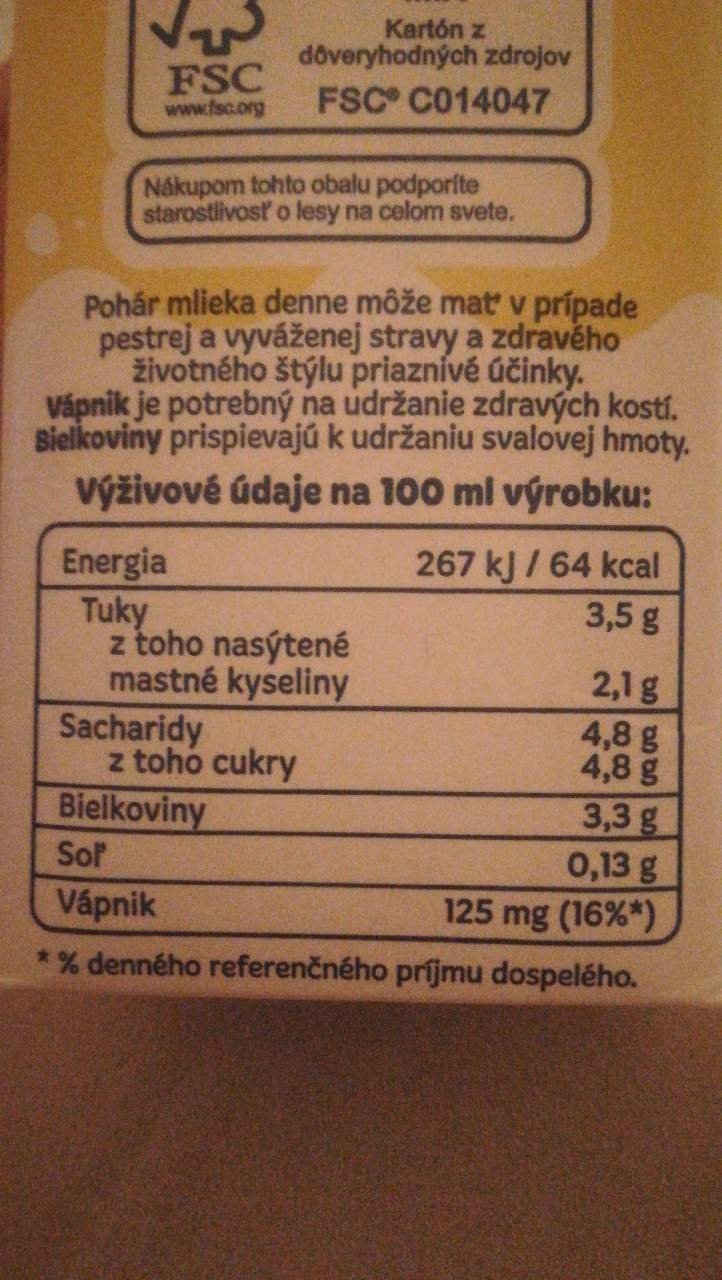 FSC
www.fsc.org
Kartón z
dôveryhodných zdrojov
FSC® C014047
Nákupom tohto obalu podporíte
starostlivosť o lesy na celom svete.
Pohár mlieka denne môže mať v prípade
pestrej a vyváženej stravy a zdravého
životného štýlu priaznivé účinky.
Vápnik je potrebný na udržanie zdravých kostí.
Bielkoviny prispievajú k udržaniu svalovej hmoty.
Výživové údaje na 100 ml výrobku:
Energia 267 kJ / 64 kcal
Tuky 3,5 g
z toho nasýtené
mastné kyseliny 2,1 g
Sacharidy 4,8 g
z toho cukry 4,8 g
Bielkoviny 3,3 g
Soľ 0,13 g
Vápnik 125 mg (16%*)
* % denného referenčného príjmu dospelého.